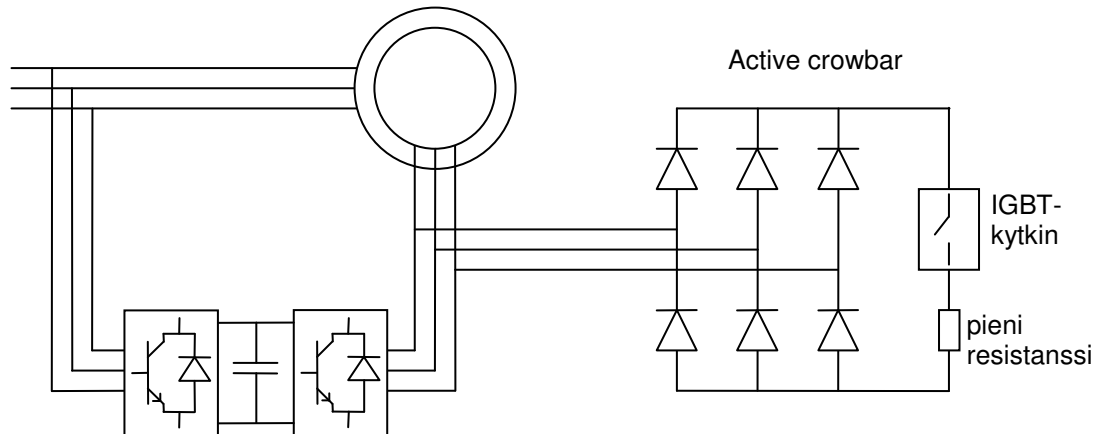 Active crowbar
IGBT-
kytkin
pieni
resistanssi